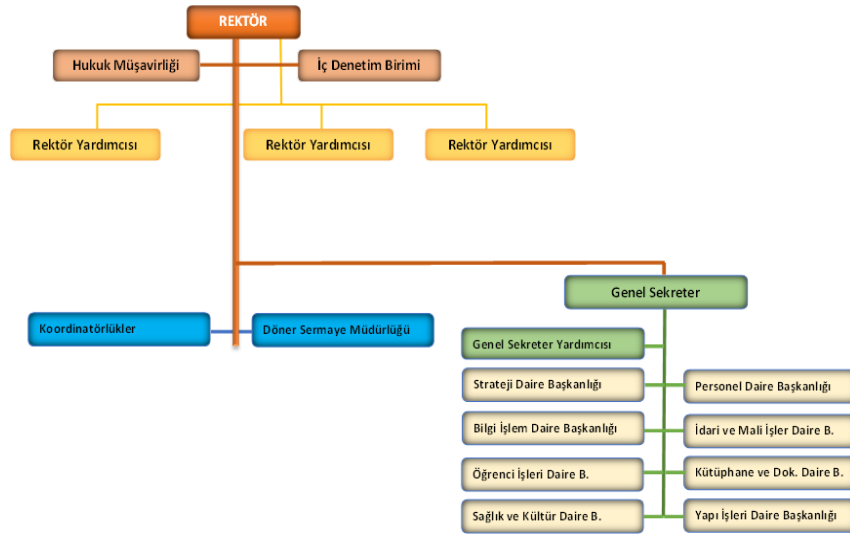 REKTÖR
Hukuk Müşavirliği
İç Denetim Birimi
Rektör Yardımcısı
Rektör Yardımcısı
Rektör Yardımcısı
Genel Sekreter
Koordinatörlükler
Döner Sermaye Müdürlüğü
Genel Sekreter Yardımcısı
Strateji Daire Başkanlığı
Personel Daire Başkanlığı
Bilgi İşlem Daire Başkanlığı
İdari ve Mali İşler Daire B.
Öğrenci İşleri Daire B.
Kütüphane ve Dok. Daire B.
Sağlık ve Kültür Daire B.
Yapı İşleri Daire Başkanlığı